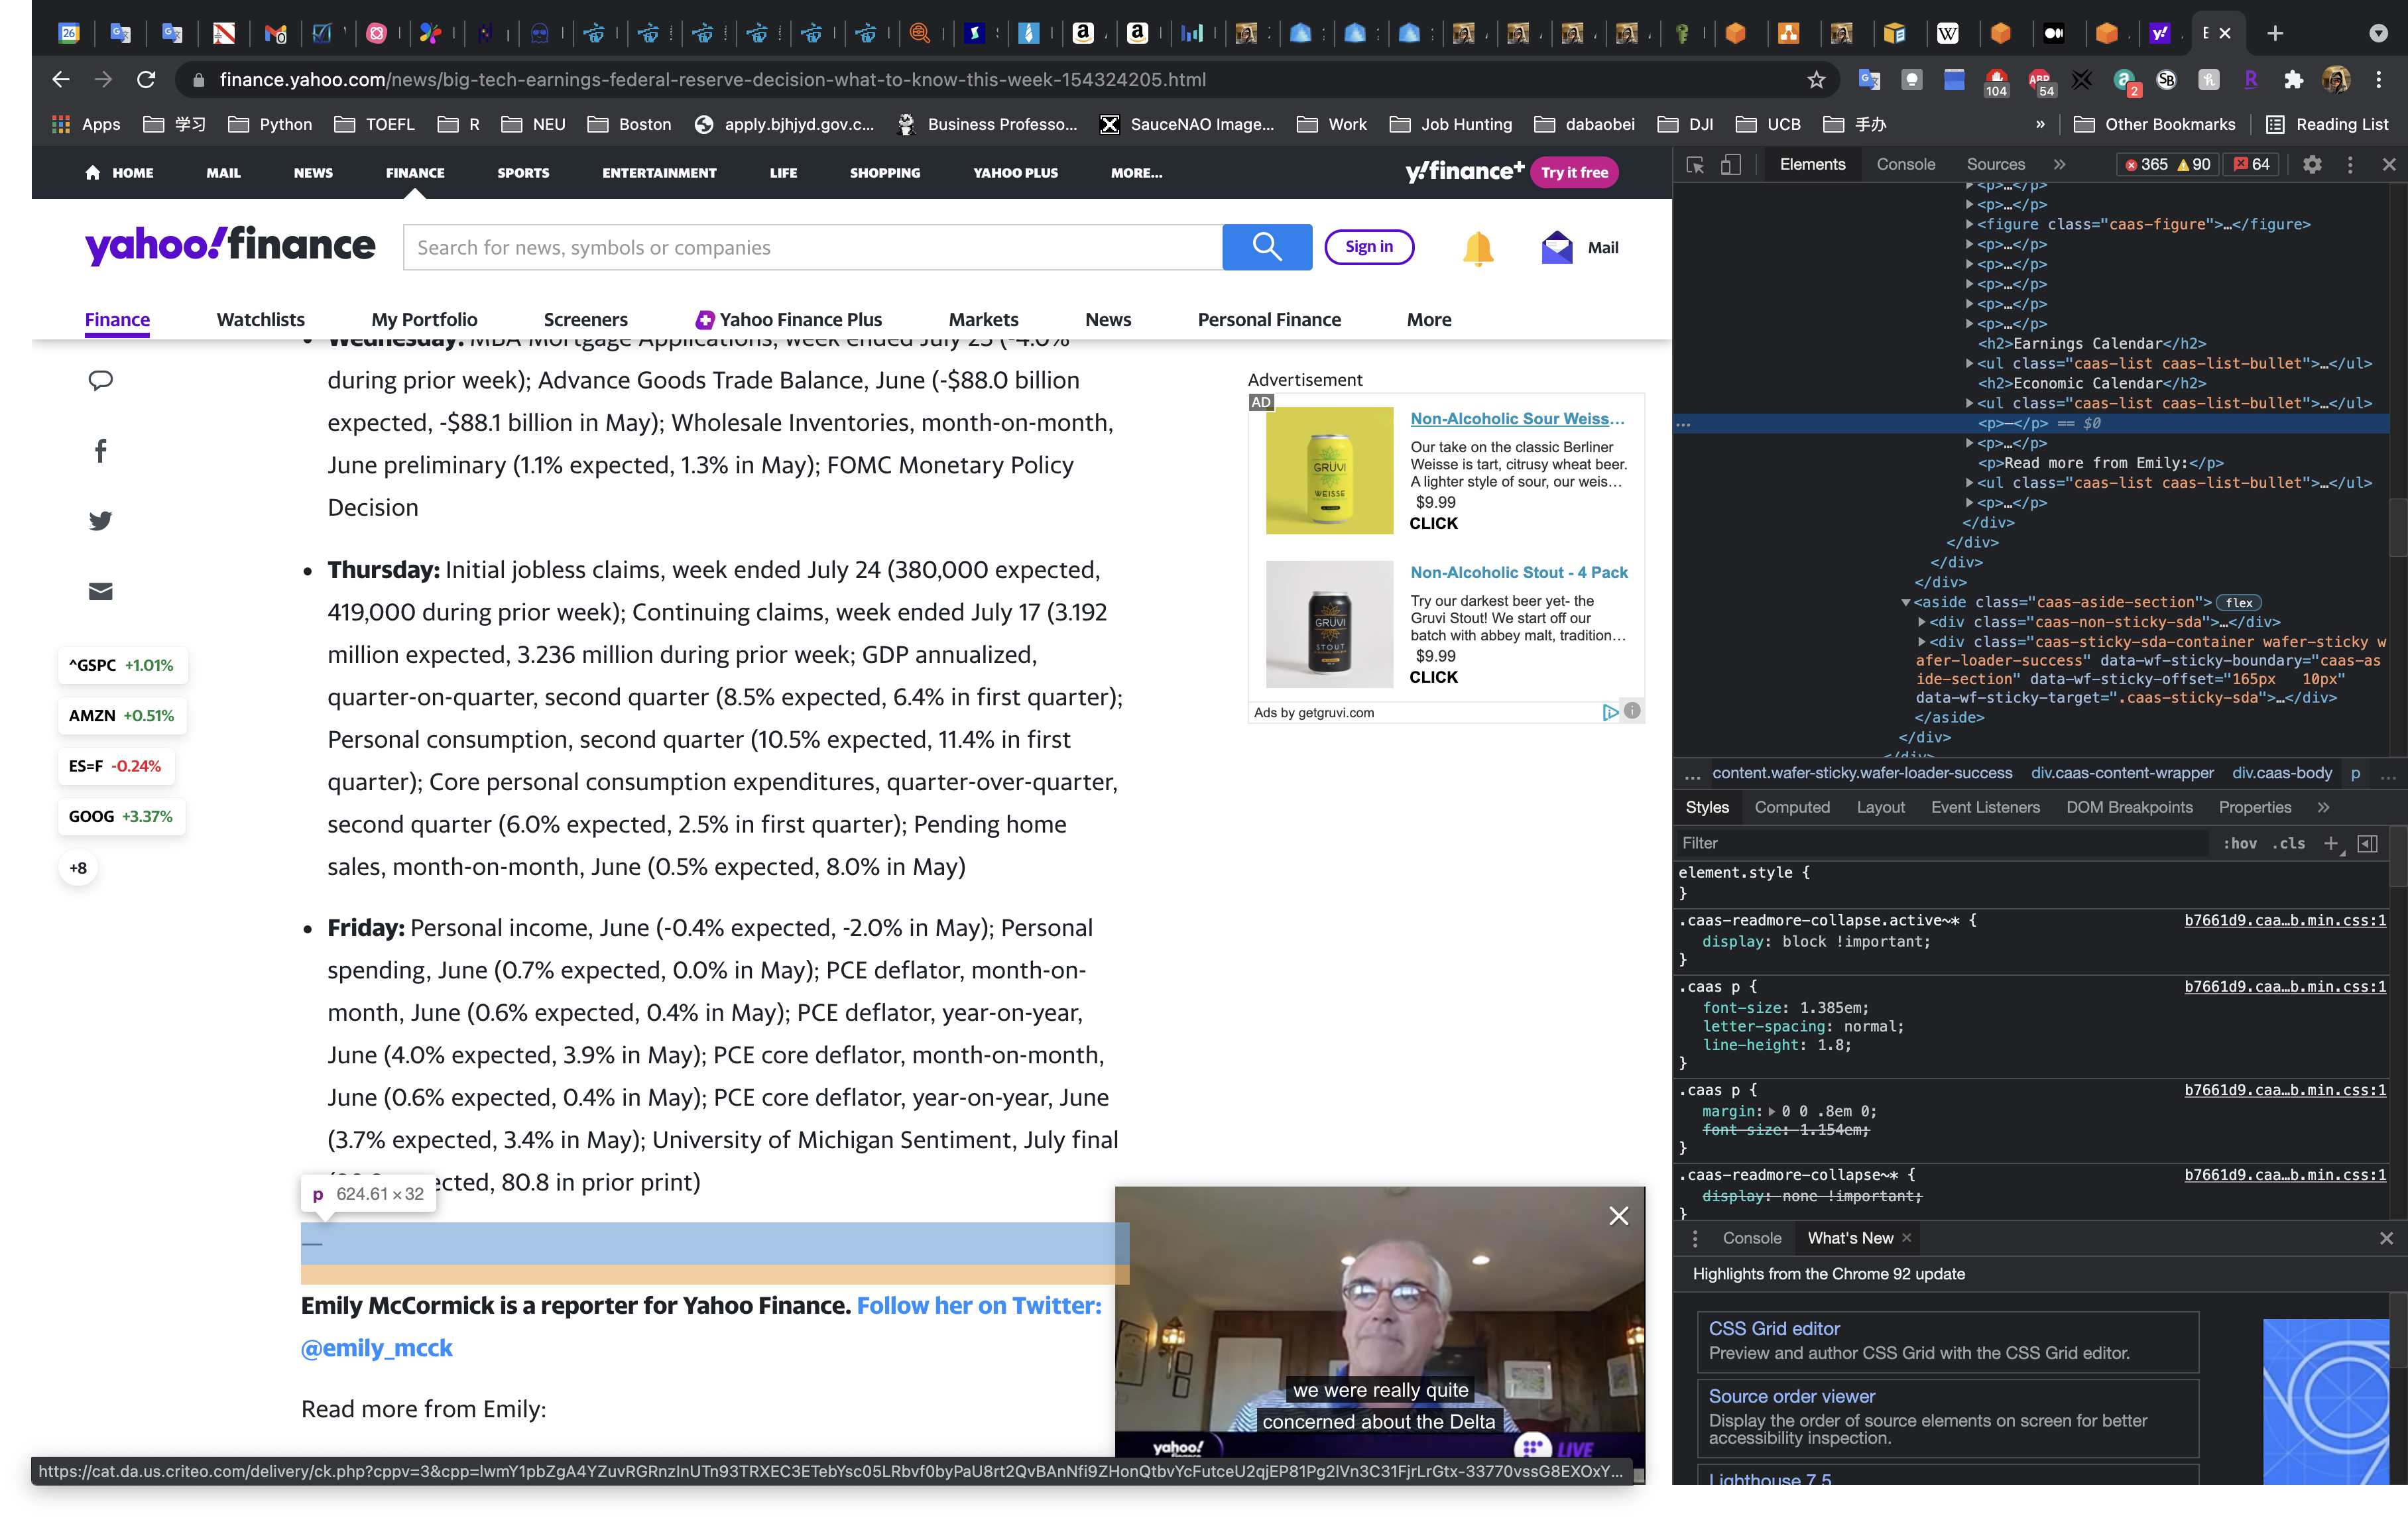 26
0
finance.yahoo.com/news/big-tech-earnings-federal-reserve-decision-what-to-know-this-week-154324205.html
104
ABP
54
2
SB
Apps
学习
Python
TOEFL
R
NEU
Boston
apply.bjhjyd.gov.c...
Business Professo...
SauceNAO Image...
Work
Job Hunting
dabaobei
DJI
UCB
手办
»
Other Bookmarks
Reading List
HOME
MAIL
NEWS
FINANCE
SPORTS
ENTERTAINMENT
LIFE
SHOPPING
YAHOO PLUS
MORE...
y!finance+
Try it free
yahoo!finance
Search for news, symbols or companies
Sign in
Mail
Finance
Watchlists
My Portfolio
Screeners
Yahoo Finance Plus
Markets
News
Personal Finance
More
• Wednesday: MBA Mortgage Applications, week ended July 23 (-4.0%
during prior week); Advance Goods Trade Balance, June (-$88.0 billion
expected, -$88.1 billion in May); Wholesale Inventories, month-on-month,
June preliminary (1.1% expected, 1.3% in May); FOMC Monetary Policy
Decision
• Thursday: Initial jobless claims, week ended July 24 (380,000 expected,
419,000 during prior week); Continuing claims, week ended July 17 (3.192
million expected, 3.236 million during prior week; GDP annualized,
quarter-on-quarter, second quarter (8.5% expected, 6.4% in first quarter);
Personal consumption, second quarter (10.5% expected, 11.4% in first
quarter); Core personal consumption expenditures, quarter-over-quarter,
second quarter (6.0% expected, 2.5% in first quarter); Pending home
sales, month-on-month, June (0.5% expected, 8.0% in May)
• Friday: Personal income, June (-0.4% expected, -2.0% in May); Personal
spending, June (0.7% expected, 0.0% in May); PCE deflator, month-on-
month, June (0.6% expected, 0.4% in May); PCE deflator, year-on-year,
June (4.0% expected, 3.9% in May); PCE core deflator, month-on-month,
June (0.6% expected, 0.4% in May); PCE core deflator, year-on-year, June
(3.7% expected, 3.4% in May); University of Michigan Sentiment, July final
ected, 80.8 in prior print)
p 624.61 × 32
—
Emily McCormick is a reporter for Yahoo Finance. Follow her on Twitter:
@emily_mcck
Read more from Emily:
^GSPC +1.01%
AMZN +0.51%
ES=F -0.24%
GOOG +3.37%
+8
Advertisement
AD
Non-Alcoholic Sour Weiss...
Our take on the classic Berliner
Weisse is tart, citrusy wheat beer.
A lighter style of sour, our weis...
$9.99
CLICK
GRUVI
WEISSE
Non-Alcoholic Stout - 4 Pack
Try our darkest beer yet- the
Gruvi Stout! We start off our
batch with abbey malt, tradition...
$9.99
CLICK
GRUVI
STOUT
Ads by getgruvi.com
we were really quite
concerned about the Delta
yahoo!
LIVE
https://cat.da.us.criteo.com/delivery/ck.php?cppv=3&cpp=lwmY1pbZgA4YZuvRGRnzlnUTn93TRXEC3ETebYsc05LRbvf0byPaU8rt2QvBAnNfi9ZHonQtbvYcFutceU2qjEP81Pg2lVn3C31FjrLrGtx-33770vssG8EXOxY...
Elements
Console
Sources
»
365
90
64
<p>…</p>
<p>…</p>
<figure class="caas-figure">…</figure>
<p>…</p>
<p>…</p>
<p>…</p>
<p>…</p>
<p>…</p>
<h2>Earnings Calendar</h2>
<ul class="caas-list caas-list-bullet">…</ul>
<h2>Economic Calendar</h2>
<ul class="caas-list caas-list-bullet">…</ul>
… <p>—</p> == $0
<p>…</p>
<p>Read more from Emily:</p>
<ul class="caas-list caas-list-bullet">…</ul>
<p>…</p>
</div>
</div>
</div>
</div>
<aside class="caas-aside-section"> flex
<div class="caas-non-sticky-sda">…</div>
<div class="caas-sticky-sda-container wafer-sticky w
afer-loader-success" data-wf-sticky-boundary="caas-as
ide-section" data-wf-sticky-offset="165px 10px"
data-wf-sticky-target=".caas-sticky-sda">…</div>
</aside>
</div>
</div>
… content.wafer-sticky.wafer-loader-success div.caas-content-wrapper div.caas-body p …
Styles
Computed
Layout
Event Listeners
DOM Breakpoints
Properties
»
Filter
:hov
.cls
+
element.style {
}
.caas-readmore-collapse.active~* {
b7661d9.caa…b.min.css:1
display: block !important;
}
.caas p {
b7661d9.caa…b.min.css:1
font-size: 1.385em;
letter-spacing: normal;
line-height: 1.8;
}
.caas p {
b7661d9.caa…b.min.css:1
margin: 0 0 .8em 0;
font-size: 1.154em;
}
.caas-readmore-collapse~* {
b7661d9.caa…b.min.css:1
display: none !important;
}
Console
What's New
Highlights from the Chrome 92 update
CSS Grid editor
Preview and author CSS Grid with the CSS Grid editor.
Source order viewer
Display the order of source elements on screen for better
accessibility inspection.
Lighthouse 7.5